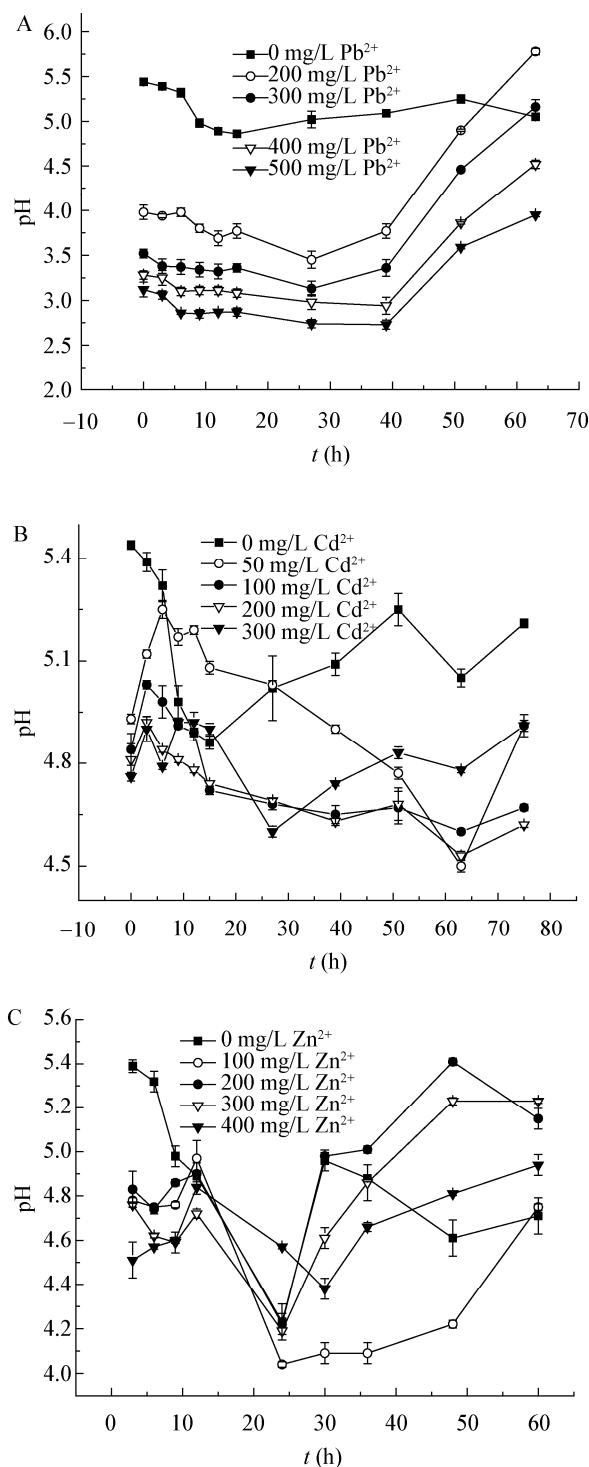 A
6.0
5.5
5.0
4.5
4.0
3.5
3.0
2.5
2.0
pH
0 mg/L Pb²⁺
200 mg/L Pb²⁺
300 mg/L Pb²⁺
400 mg/L Pb²⁺
500 mg/L Pb²⁺
−10 0 10 20 30 40 50 60 70
t (h)
B
5.4
5.1
4.8
4.5
pH
0 mg/L Cd²⁺
50 mg/L Cd²⁺
100 mg/L Cd²⁺
200 mg/L Cd²⁺
300 mg/L Cd²⁺
−10 0 10 20 30 40 50 60 70 80
t (h)
C
5.6
5.4
5.2
5.0
4.8
4.6
4.4
4.2
4.0
pH
0 mg/L Zn²⁺
100 mg/L Zn²⁺
200 mg/L Zn²⁺
300 mg/L Zn²⁺
400 mg/L Zn²⁺
0 10 20 30 40 50 60
t (h)